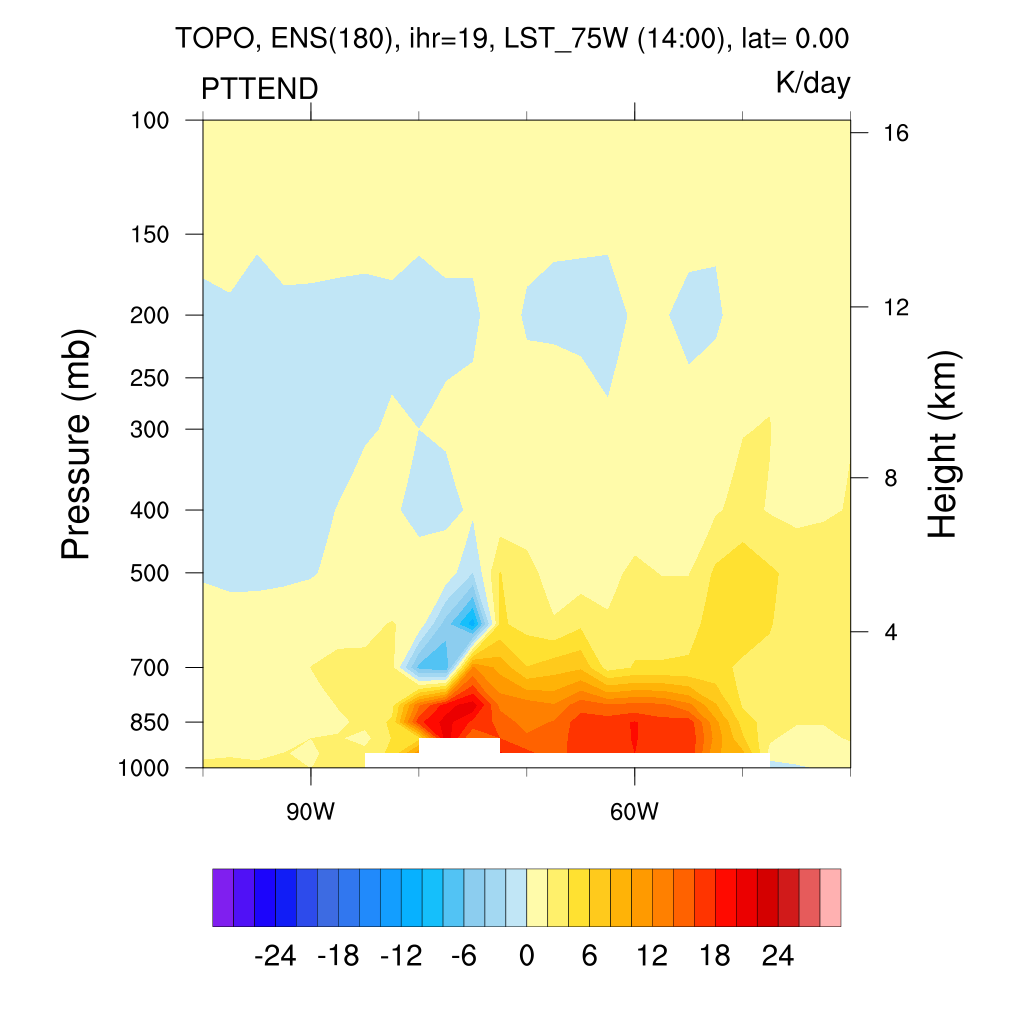 TOPO, ENS(180), ihr=19, LST_75W (14:00), lat= 0.00
PTTEND
K/day
100
150
200
250
300
400
500
700
850
1000
Pressure (mb)
16
12
8
4
Height (km)
90W
60W
-24 -18 -12 -6 0 6 12 18 24